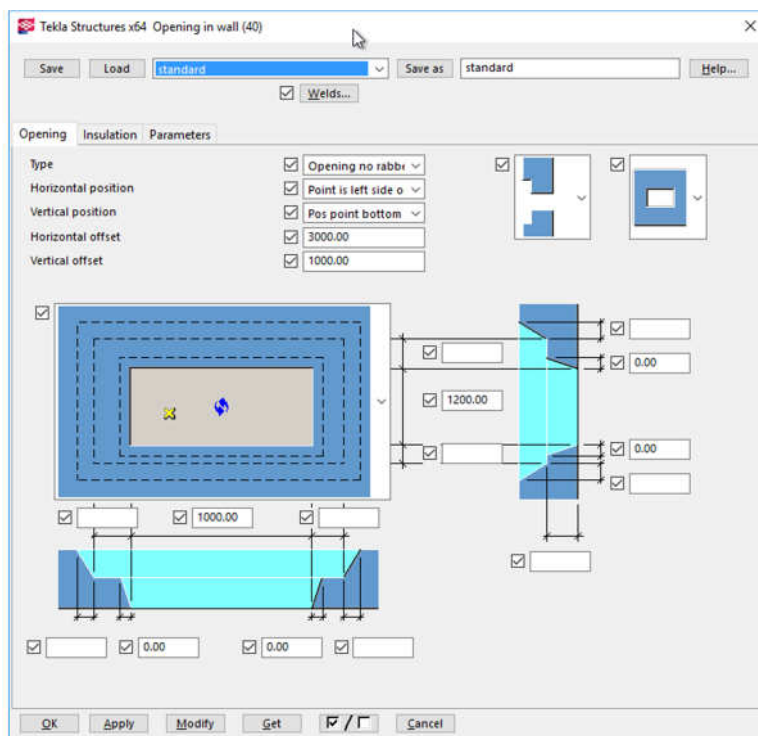 Tekla Structures x64 Opening in wall (40)
Save Load standard Save as standard Help...
Welds...
Opening Insulation Parameters
Type Opening no rabbe
Horizontal position Point is left side o
Vertical position Pos point bottom
Horizontal offset 3000.00
Vertical offset 1000.00
0.00
1200.00
0.00
1000.00
0.00 0.00
OK Apply Modify Get / Cancel